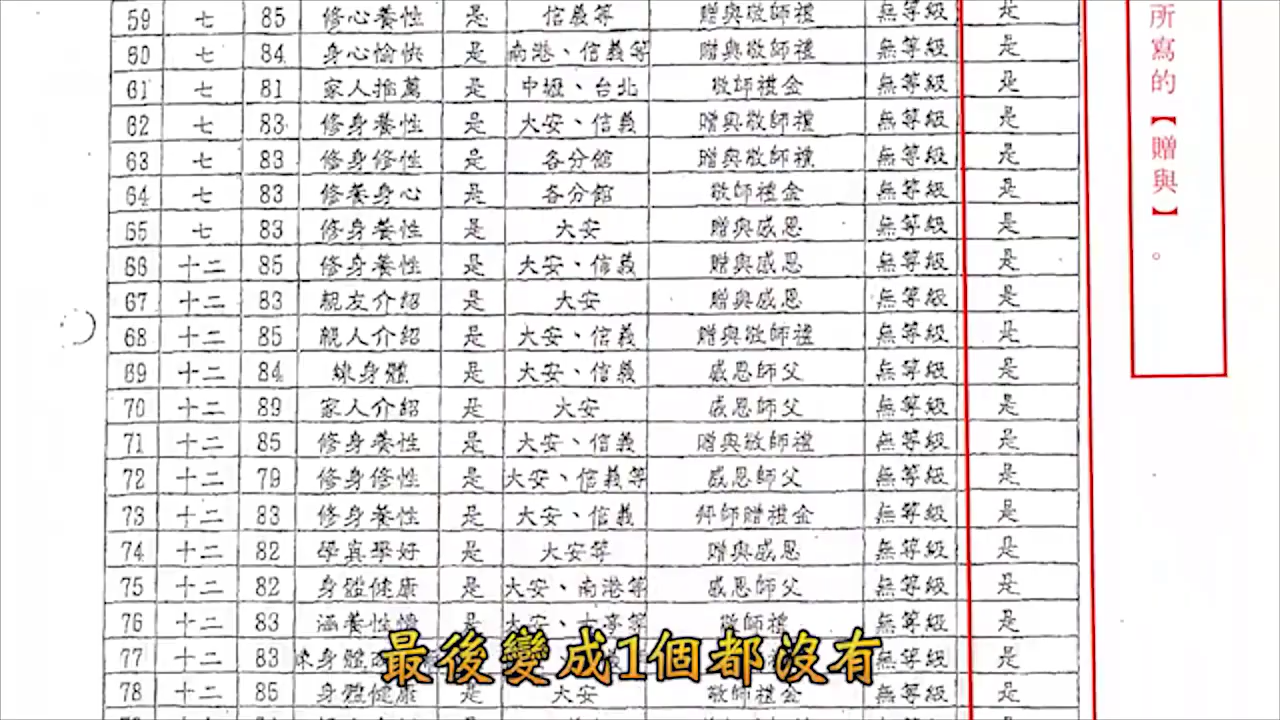 59 七 85 修心養性 是 信義等 贈與敬師禮 無等級 是
60 七 84 身心愉快 是 南港、信義等 贈與敬師禮 無等級 是
61 七 81 家人推薦 是 中壢、台北 敬師禮金 無等級 是
62 七 83 修身養性 是 大安、信義 贈與敬師禮 無等級 是
63 七 83 修身修性 是 各分館 贈與敬師禮 無等級 是
64 七 83 修養身心 是 各分館 敬師禮金 無等級 是
65 七 83 修身養性 是 大安 贈與感恩 無等級 是
66 十二 85 修身養性 是 大安、信義 贈與感恩 無等級 是
67 十二 83 親友介紹 是 大安 贈與感恩 無等級 是
68 十二 85 親人介紹 是 大安、信義 贈與敬師禮 無等級 是
69 十二 84 練身體 是 大安、信義 感恩師父 無等級 是
70 十二 89 家人介紹 是 大安 感恩師父 無等級 是
71 十二 85 修身養性 是 大安、信義 贈與敬師禮 無等級 是
72 十二 79 修身修性 是 大安、信義等 感恩師父 無等級 是
73 十二 83 修身養性 是 大安、信義 拜師贈禮金 無等級 是
74 十二 82 學真學好 是 大安等 贈與感恩 無等級 是
75 十二 82 身體健康 是 大安、南港等 感恩師父 無等級 是
76 十二 83 涵養性情 是 大安、古亭等 敬師禮 無等級 是
77 十二 83 練身體 無等級 是
78 十二 85 身體健康 是 大安 敬師禮金 無等級 是
所寫的【贈與】。
最後變成1個都沒有